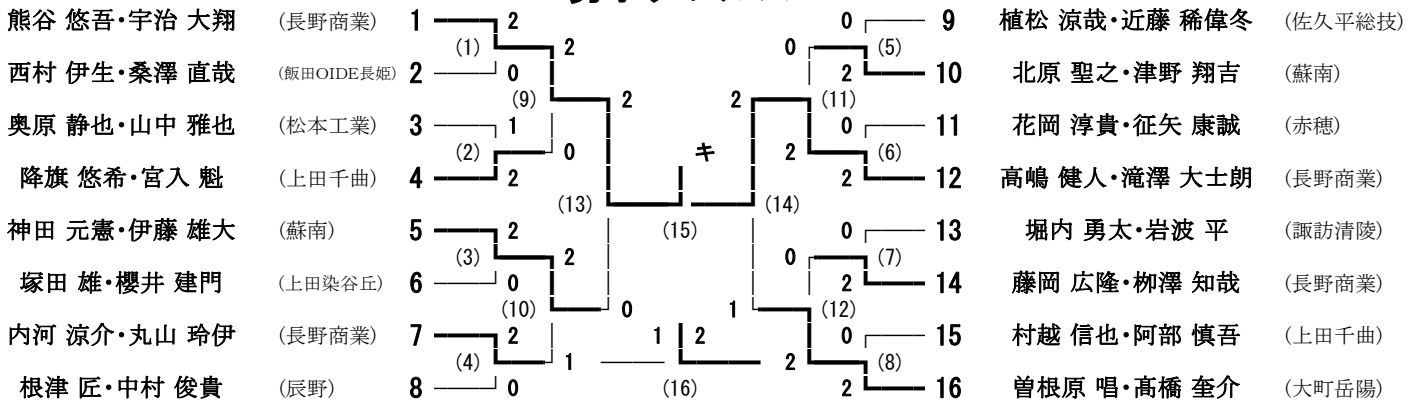 熊谷 悠吾・宇治 大翔 (長野商業) 1 2 0 9 植松 涼哉・近藤 稀偉冬 (佐久平総技)
(1) 2 0 (5)
西村 伊生・桑澤 直哉 (飯田OIDE長姫) 2 0 2 10 北原 聖之・津野 翔吉 (蘇南)
(9) 2 2 (11)
奥原 静也・山中 雅也 (松本工業) 3 1 0 11 花岡 淳貴・征矢 康誠 (赤穂)
(2) 0 キ 2 (6)
降旗 悠希・宮入 魁 (上田千曲) 4 2 2 12 高嶋 健人・滝澤 大士朗 (長野商業)
(13) (14)
神田 元憲・伊藤 雄大 (蘇南) 5 2 (15) 0 13 堀内 勇太・岩波 平 (諏訪清陵)
(3) 2 0 (7)
塚田 雄・櫻井 建門 (上田染谷丘) 6 0 2 14 藤岡 広隆・栁澤 知哉 (長野商業)
(10) 0 1 (12)
内河 涼介・丸山 玲伊 (長野商業) 7 2 1 2 0 15 村越 信也・阿部 慎吾 (上田千曲)
(4) 1 2 (8)
根津 匠・中村 俊貴 (辰野) 8 0 (16) 2 16 曽根原 唱・髙橋 奎介 (大町岳陽)